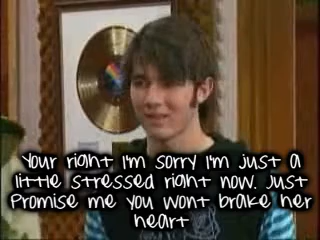 Your right I'm sorry I'm just a
little stressed right now. Just
Promise me you wont brake her
heart